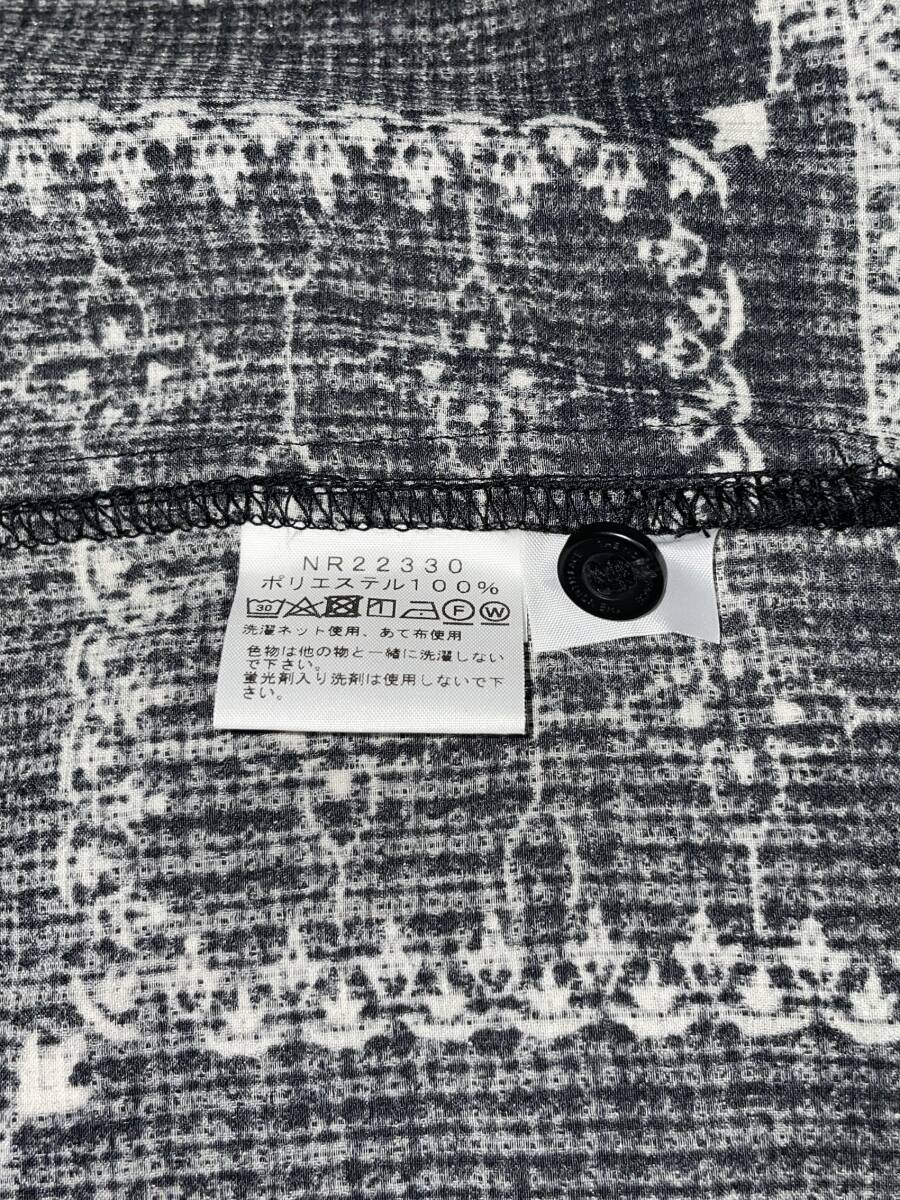 NR22330
ポリエステル100%
30 F W
洗濯ネット使用、あて布使用
色物は他の物と一緒に洗濯しない
で下さい。
蛍光剤入り洗剤は使用しないで下
さい。